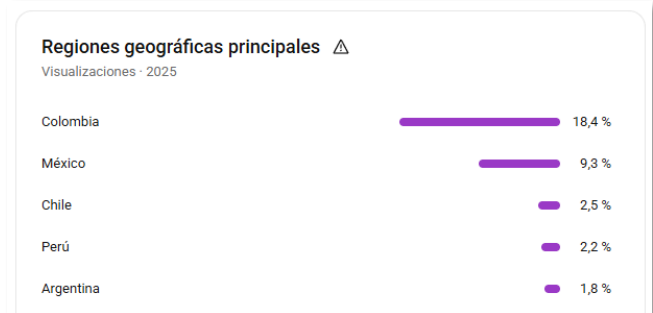 Regiones geográficas principales
Visualizaciones · 2025
Colombia 18,4 %
México 9,3 %
Chile 2,5 %
Perú 2,2 %
Argentina 1,8 %